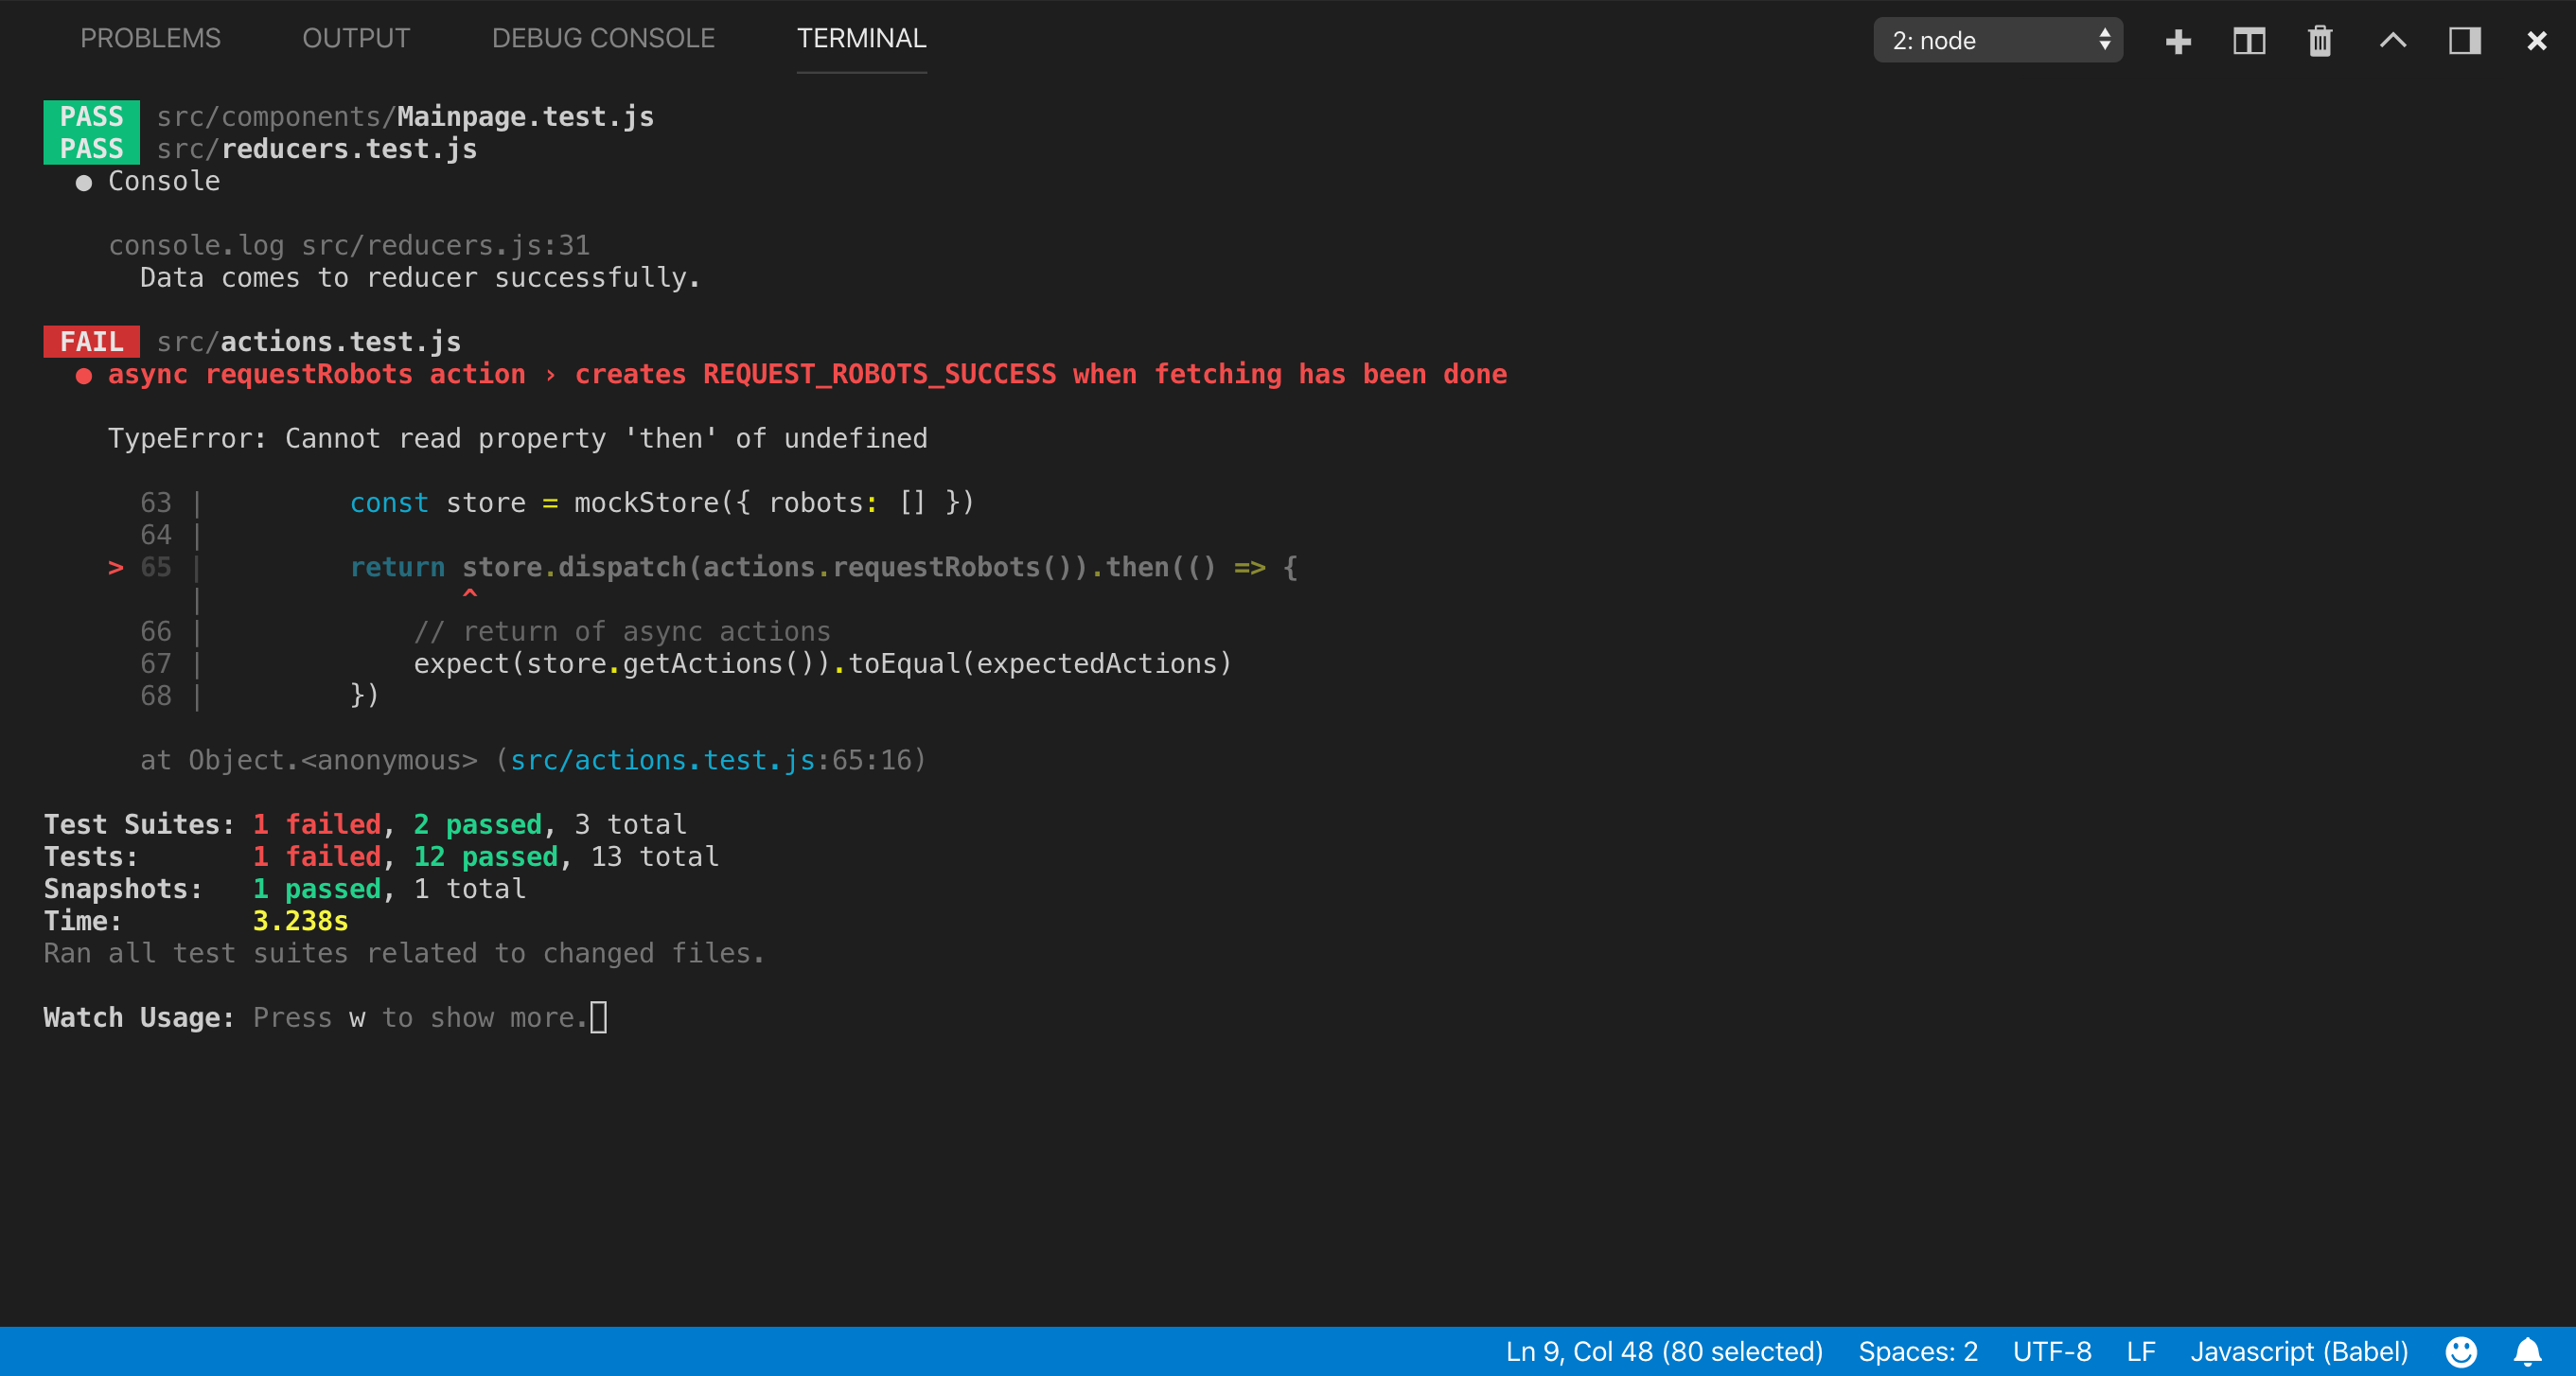 PROBLEMS OUTPUT DEBUG CONSOLE TERMINAL 2: node
PASS src/components/Mainpage.test.js
PASS src/reducers.test.js
● Console
console.log src/reducers.js:31
Data comes to reducer successfully.
FAIL src/actions.test.js
● async requestRobots action › creates REQUEST_ROBOTS_SUCCESS when fetching has been done
TypeError: Cannot read property 'then' of undefined
63 | const store = mockStore({ robots: [] })
64 |
> 65 | return store.dispatch(actions.requestRobots()).then(() => {
| ^
66 | // return of async actions
67 | expect(store.getActions()).toEqual(expectedActions)
68 | })
at Object.<anonymous> (src/actions.test.js:65:16)
Test Suites: 1 failed, 2 passed, 3 total
Tests: 1 failed, 12 passed, 13 total
Snapshots: 1 passed, 1 total
Time: 3.238s
Ran all test suites related to changed files.
Watch Usage: Press w to show more.
Ln 9, Col 48 (80 selected) Spaces: 2 UTF-8 LF Javascript (Babel)